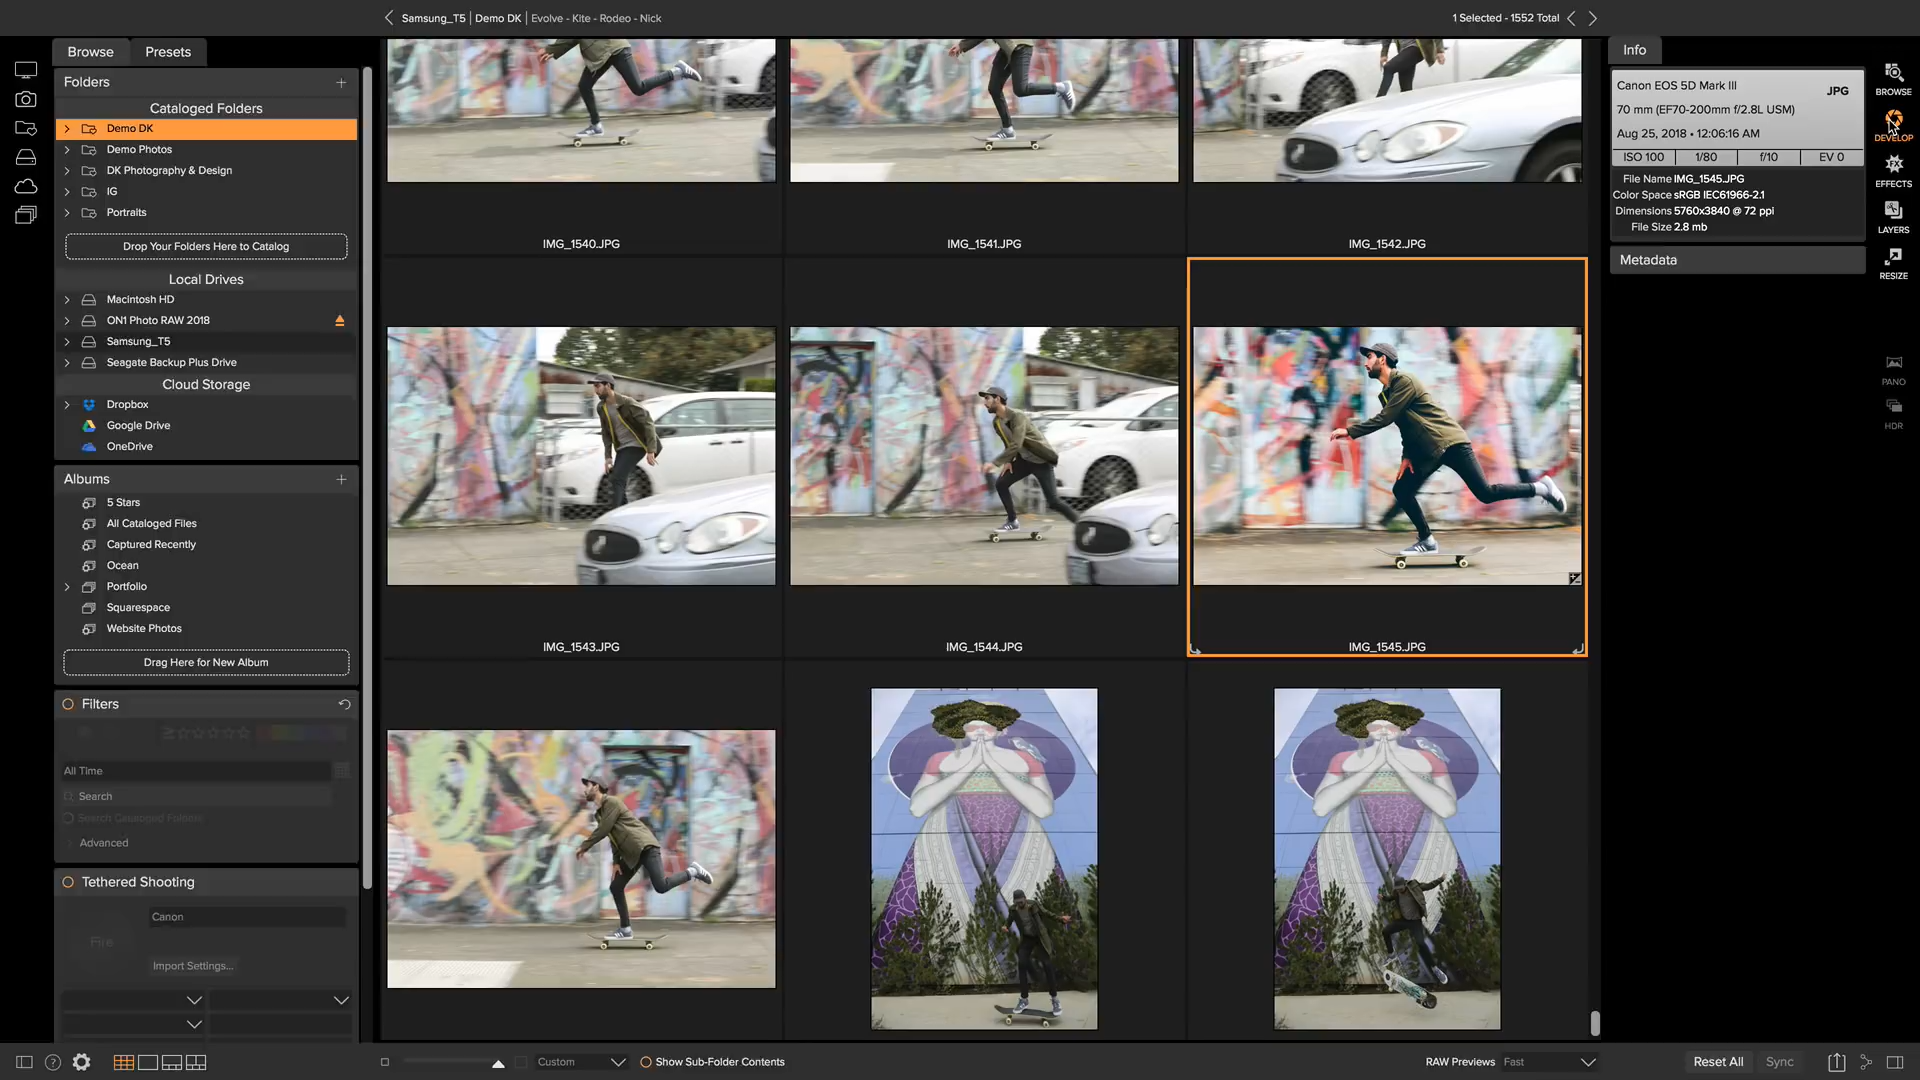 Samsung_T5 | Demo DK | Evolve - Kite - Rodeo - Nick
1 Selected - 1552 Total
Browse
Presets
Folders
Cataloged Folders
Demo DK
Demo Photos
DK Photography & Design
IG
Portraits
Drop Your Folders Here to Catalog
Local Drives
Macintosh HD
ON1 Photo RAW 2018
Samsung_T5
Seagate Backup Plus Drive
Cloud Storage
Dropbox
Google Drive
OneDrive
Albums
5 Stars
All Cataloged Files
Captured Recently
Ocean
Portfolio
Squarespace
Website Photos
Drag Here for New Album
Filters
All Time
Search
Search Cataloged Folders
Advanced
Tethered Shooting
Canon
Fire
Import Settings...
IMG_1540.JPG
IMG_1541.JPG
IMG_1542.JPG
IMG_1543.JPG
IMG_1544.JPG
IMG_1545.JPG
Info
Canon EOS 5D Mark III
JPG
70 mm (EF70-200mm f/2.8L USM)
Aug 25, 2018 • 12:06:16 AM
ISO 100 1/80 f/10 EV 0
File Name IMG_1545.JPG
Color Space sRGB IEC61966-2.1
Dimensions 5760x3840 @ 72 ppi
File Size 2.8 mb
Metadata
BROWSE
DEVELOP
EFFECTS
LAYERS
RESIZE
PANO
HDR
Custom
Show Sub-Folder Contents
RAW Previews Fast
Reset All
Sync